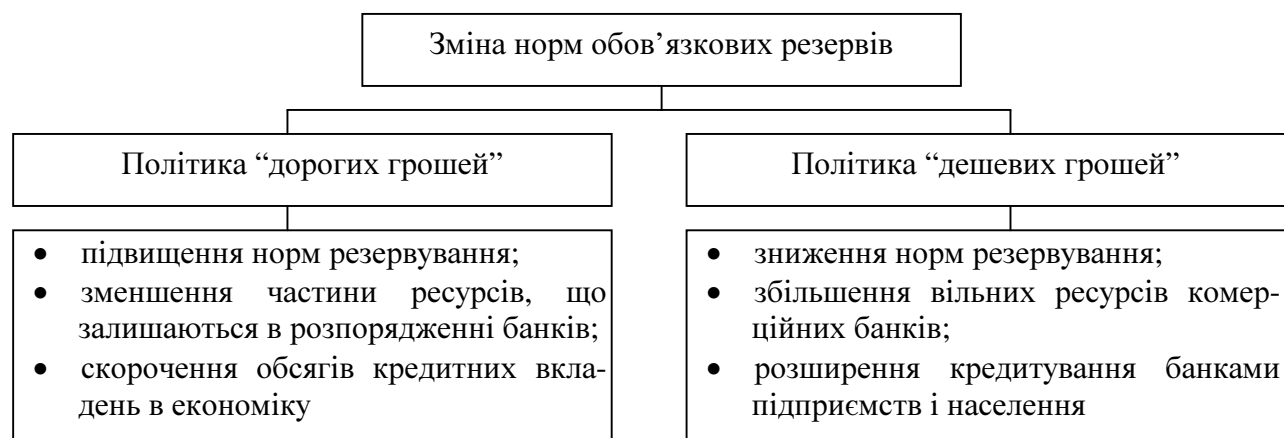 Зміна норм обов’язкових резервів
Політика “дорогих грошей”
Політика “дешевих грошей”
• підвищення норм резервування;
• зменшення частини ресурсів, що
залишаються в розпорядженні банків;
• скорочення обсягів кредитних вкла-
день в економіку
• зниження норм резервування;
• збільшення вільних ресурсів комер-
ційних банків;
• розширення кредитування банками
підприємств і населення